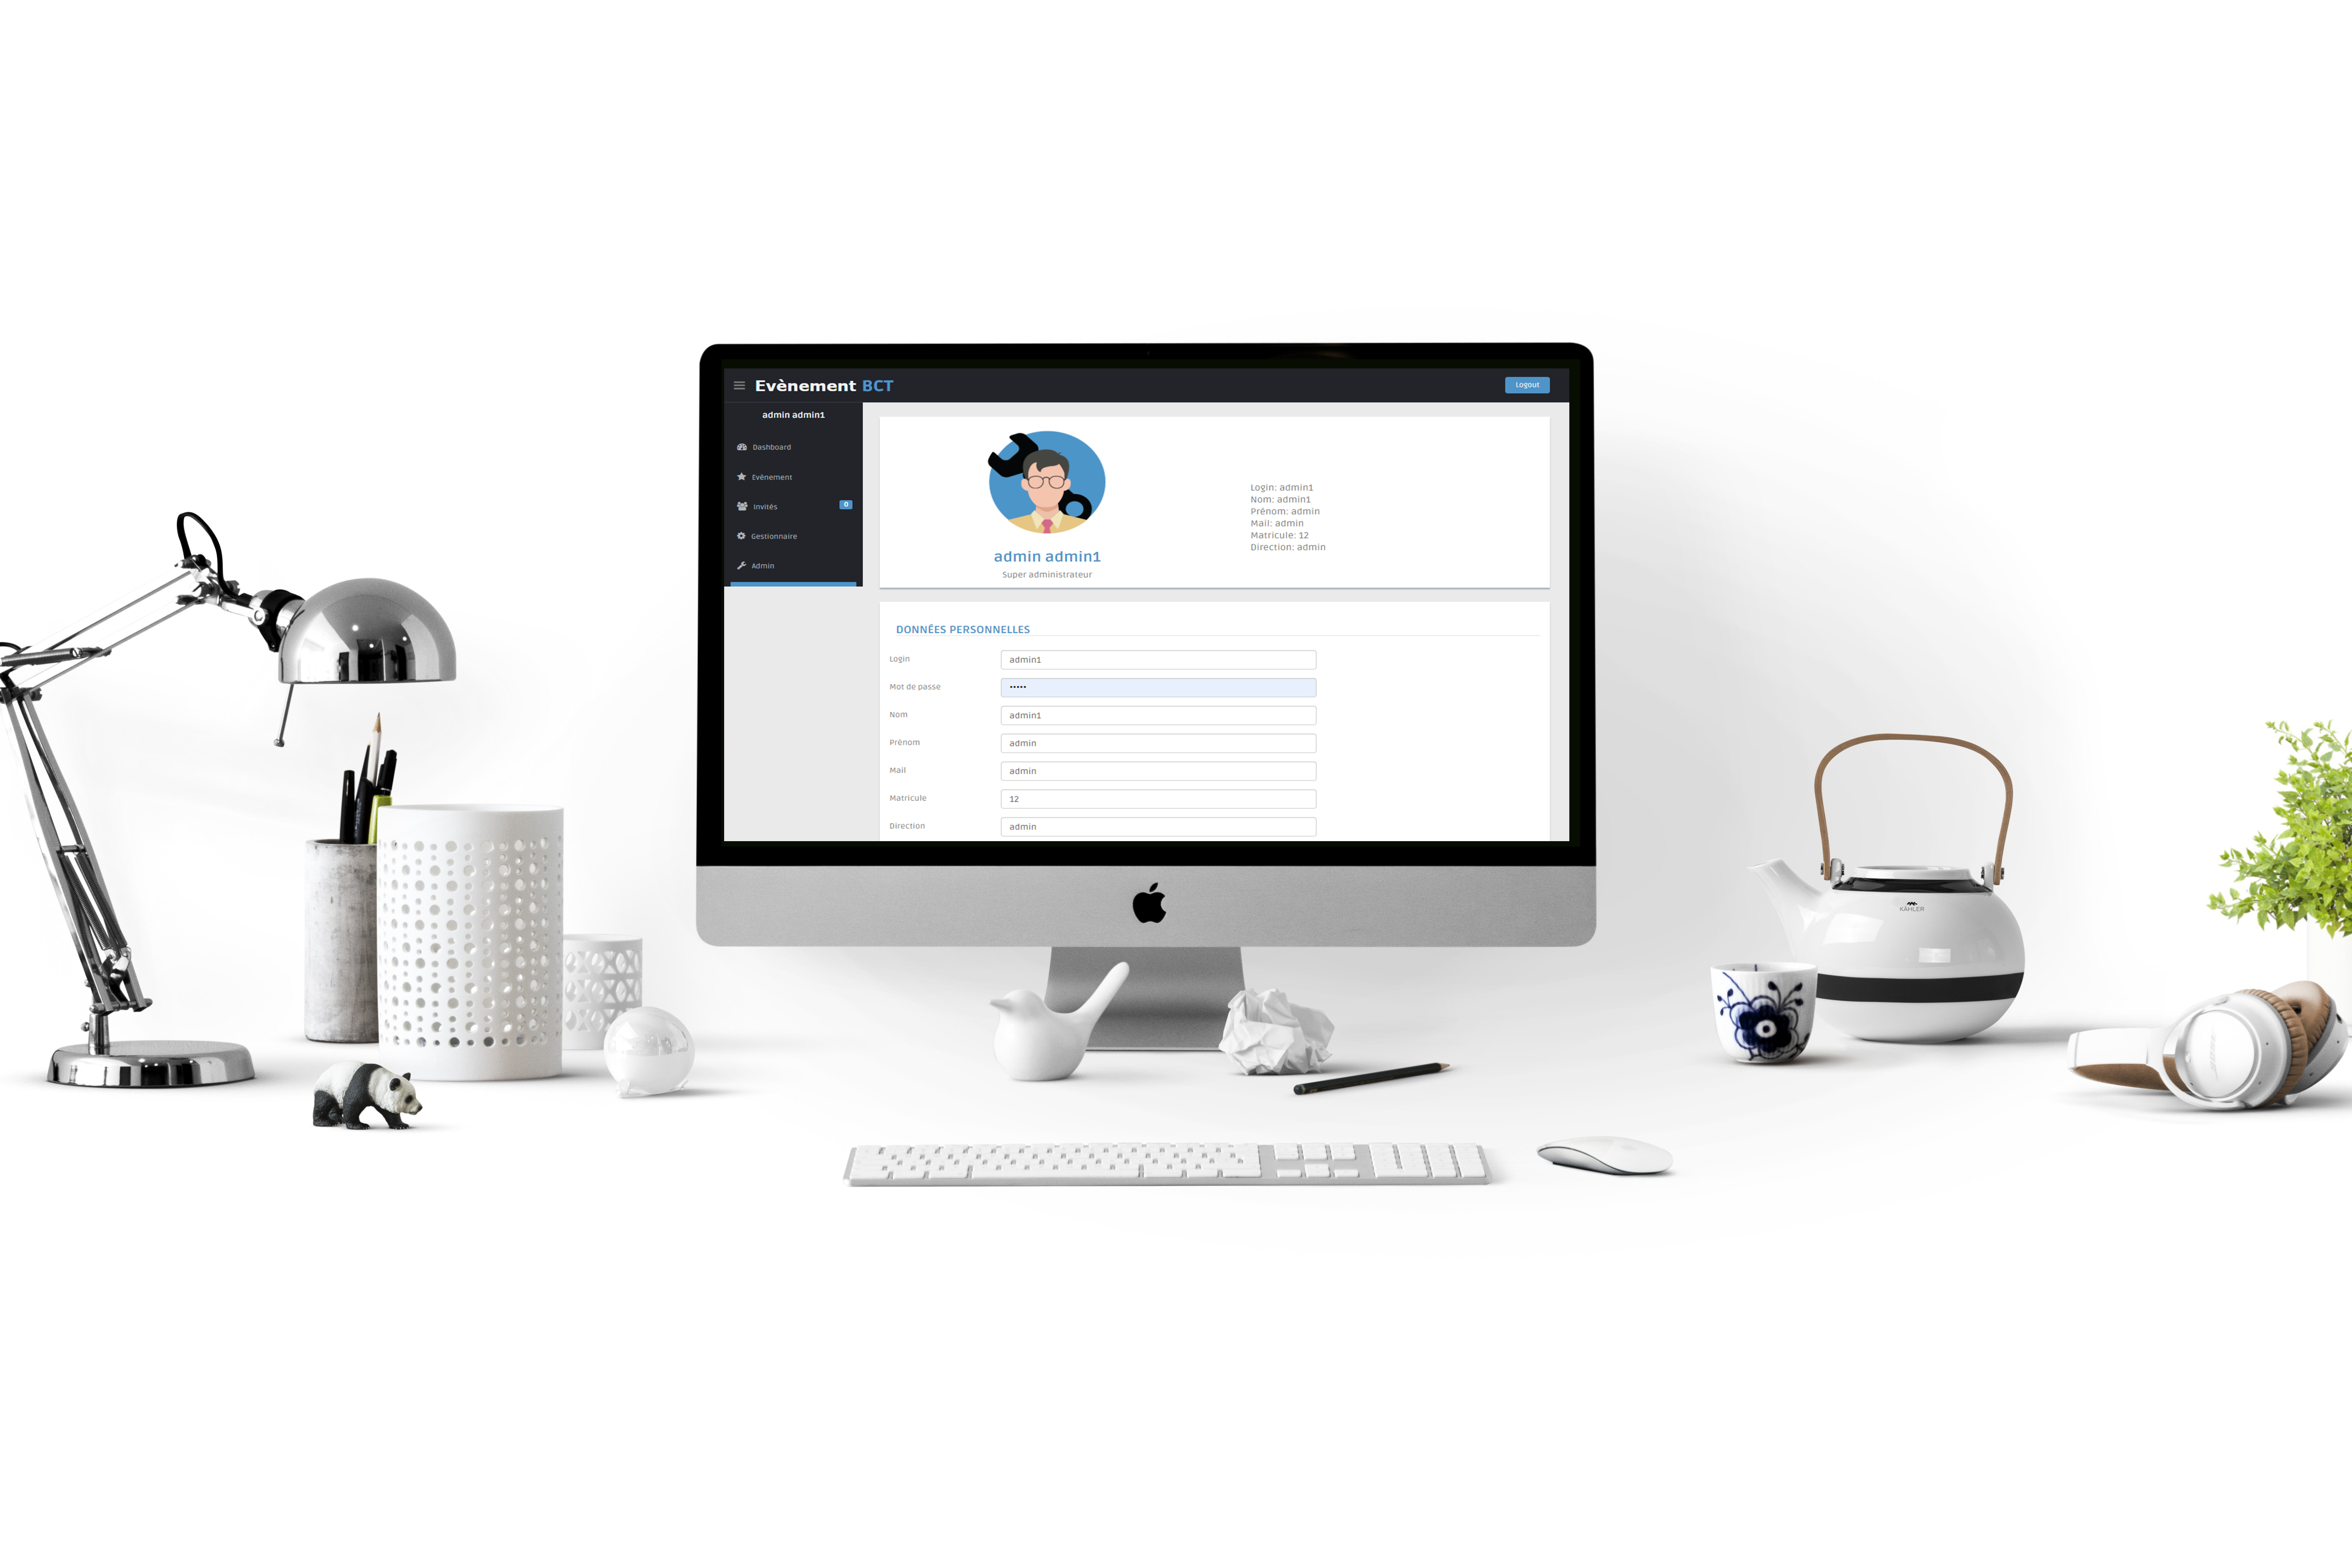 Evènement BCT
Logout
admin admin1
Dashboard
Evènement
Invités 0
Gestionnaire
Admin
admin admin1
Super administrateur
Login: admin1
Nom: admin1
Prénom: admin
Mail: admin
Matricule: 12
Direction: admin
DONNÉES PERSONNELLES
Login admin1
Mot de passe •••••
Nom admin1
Prénom admin
Mail admin
Matricule 12
Direction admin
KÄHLER